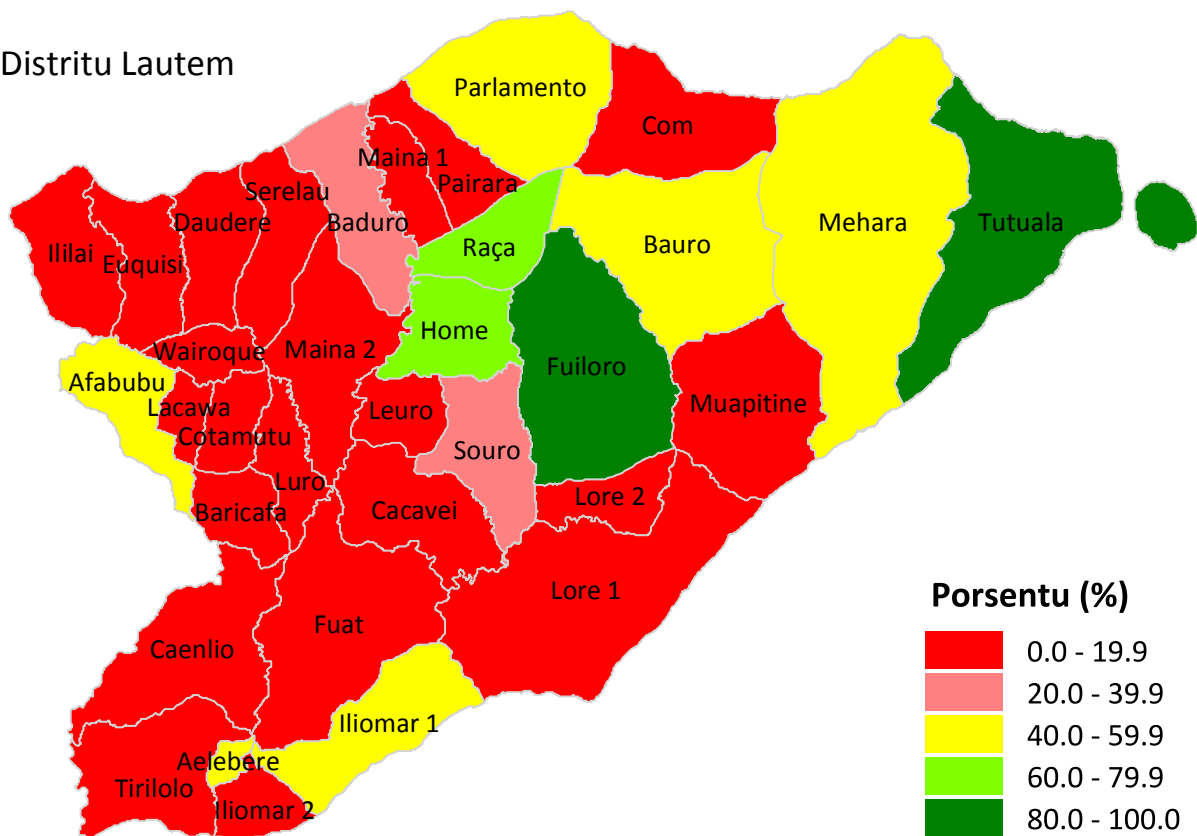 Distritu Lautem
Parlamento
Com
Maina 1
Pairara
Serelau
Baduro
Daudere
Mehara
Tutuala
Ililai
Euquisi
Raça
Bauro
Home
Wairoque
Maina 2
Fuiloro
Afabubu
Lacawa
Leuro
Muapitine
Cotamutu
Souro
Luro
Lore 2
Baricafa
Cacavei
Lore 1
Fuat
Caenlio
Iliomar 1
Aelebere
Tirilolo
Iliomar 2
Porsentu (%)
0.0 - 19.9
20.0 - 39.9
40.0 - 59.9
60.0 - 79.9
80.0 - 100.0